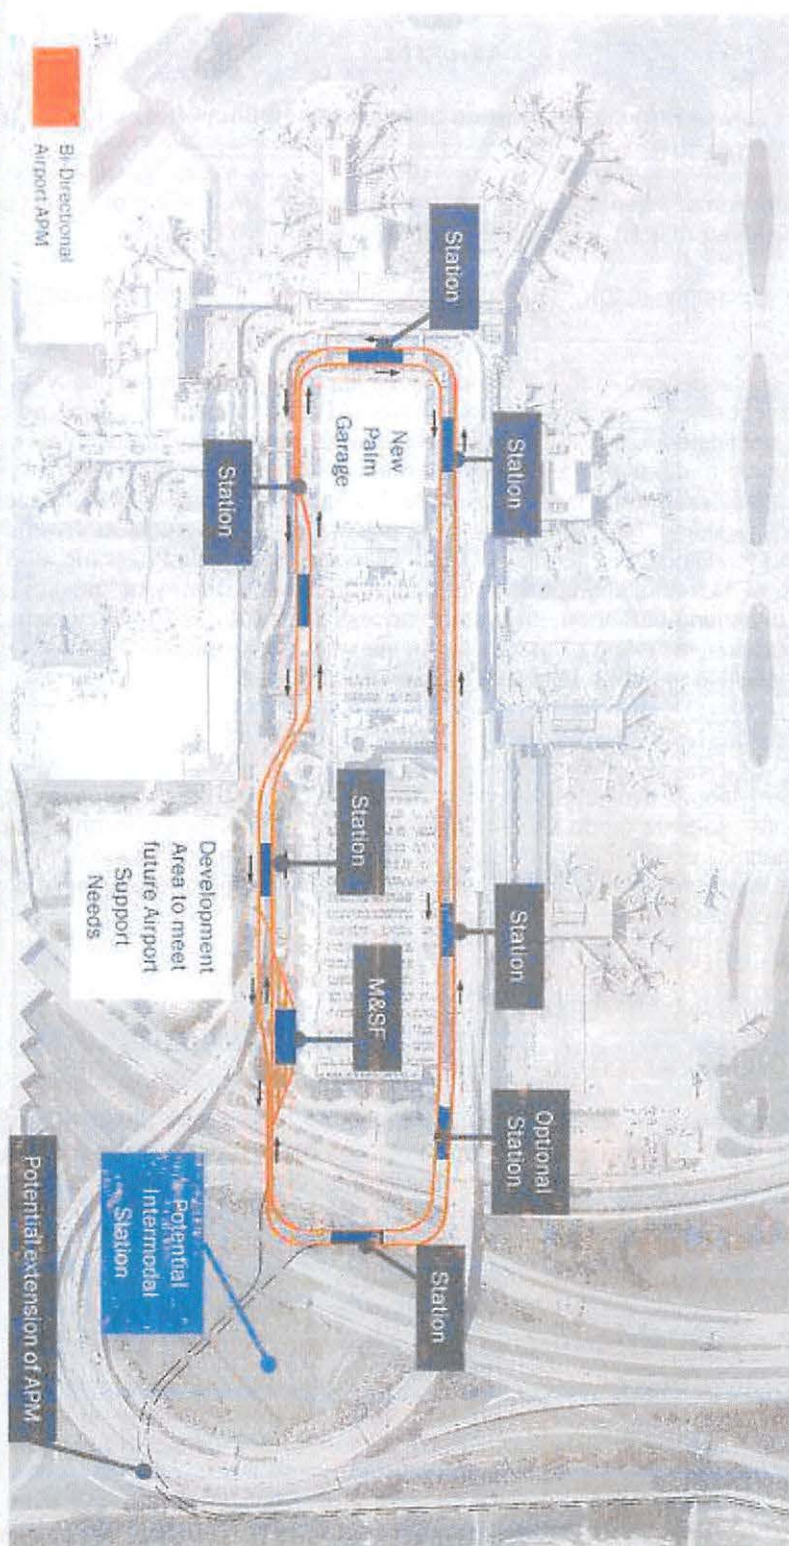 Bi-Directional
Airport APM
Station
New
Palm
Garage
Station
Station
Station
Station
M&SF
Optional
Station
Station
Development
Area to meet
future Airport
Support
Needs
Potential
Intermodal
Station
Potential extension of APM